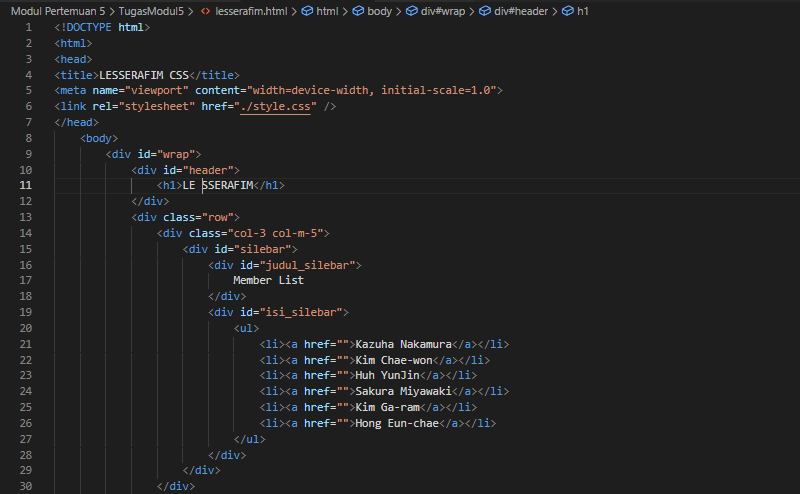 Modul Pertemuan 5 > TugasModul5 > <> lesserafim.html > html > body > div#wrap > div#header > h1
1 <!DOCTYPE html>
2 <html>
3 <head>
4 <title>LESSERAFIM CSS</title>
5 <meta name="viewport" content="width=device-width, initial-scale=1.0">
6 <link rel="stylesheet" href="./style.css" />
7 </head>
8 <body>
9 <div id="wrap">
10 <div id="header">
11 <h1>LE SSERAFIM</h1>
12 </div>
13 <div class="row">
14 <div class="col-3 col-m-5">
15 <div id="silebar">
16 <div id="judul_silebar">
17 Member List
18 </div>
19 <div id="isi_silebar">
20 <ul>
21 <li><a href="">Kazuha Nakamura</a></li>
22 <li><a href="">Kim Chae-won</a></li>
23 <li><a href="">Huh YunJin</a></li>
24 <li><a href="">Sakura Miyawaki</a></li>
25 <li><a href="">Kim Ga-ram</a></li>
26 <li><a href="">Hong Eun-chae</a></li>
27 </ul>
28 </div>
29 </div>
30 </div>